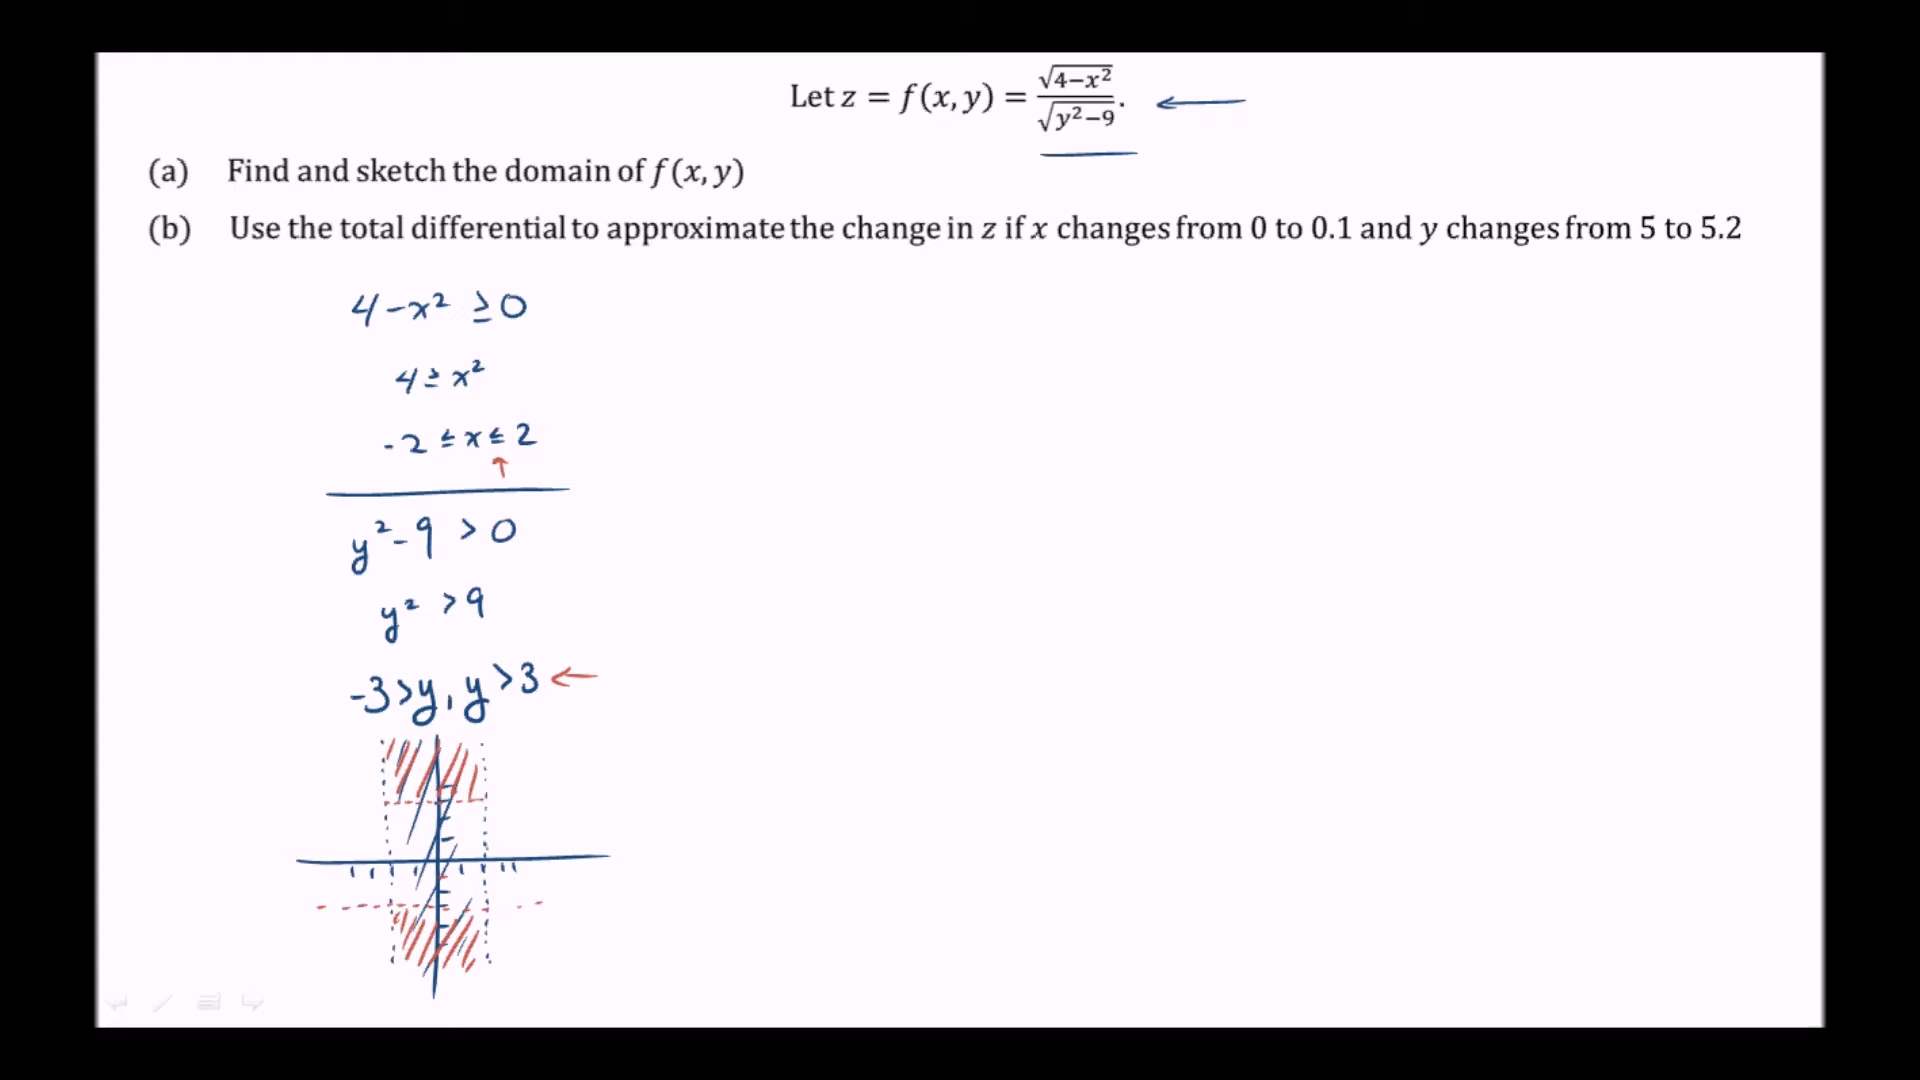 Let z = f(x, y) = √4−x² / √y²−9.
(a) Find and sketch the domain of f(x, y)
(b) Use the total differential to approximate the change in z if x changes from 0 to 0.1 and y changes from 5 to 5.2
4 - x² ≥ 0
4 ≥ x²
-2 ≤ x ≤ 2
y² - 9 > 0
y² > 9
-3 > y, y > 3